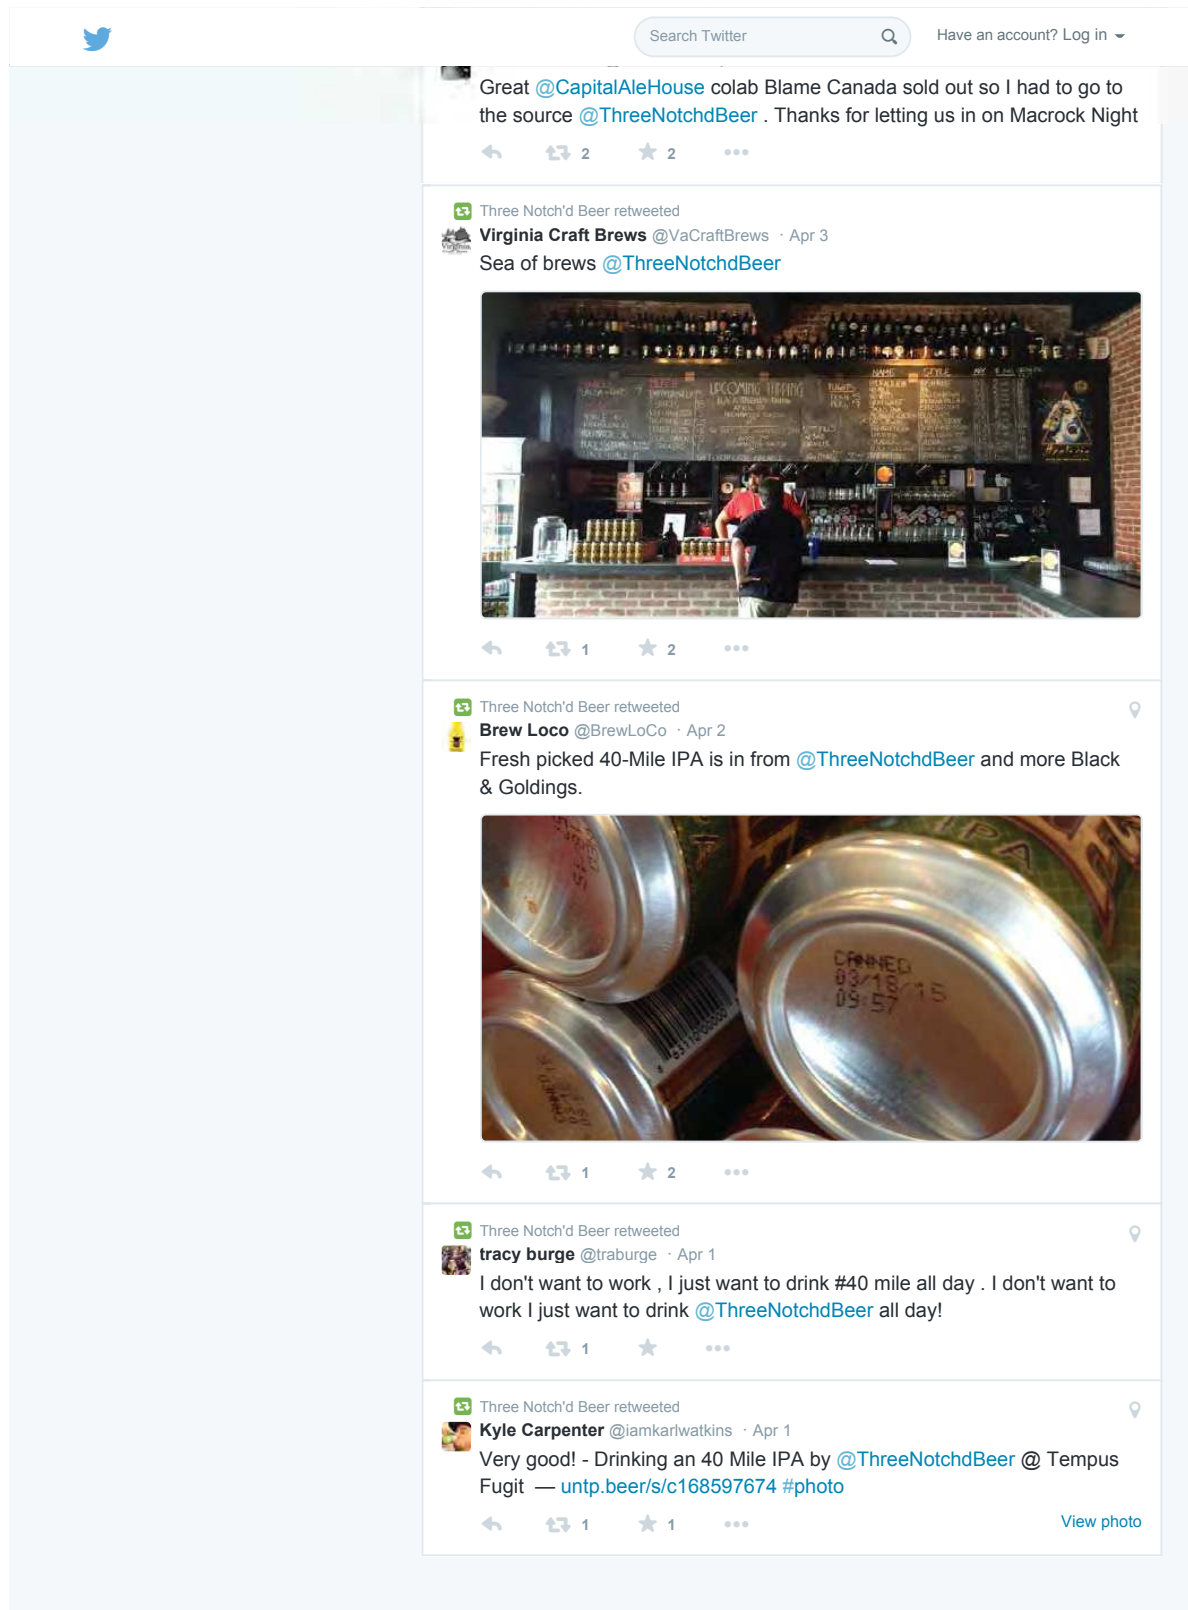 Search Twitter
Have an account? Log in
Great @CapitalAleHouse colab Blame Canada sold out so I had to go to
the source @ThreeNotchdBeer . Thanks for letting us in on Macrock Night
2 2
Three Notch'd Beer retweeted
Virginia Craft Brews @VaCraftBrews · Apr 3
Sea of brews @ThreeNotchdBeer
UPCOMING TAPPING
NAME STYLE
1 2
Three Notch'd Beer retweeted
Brew Loco @BrewLoCo · Apr 2
Fresh picked 40-Mile IPA is in from @ThreeNotchdBeer and more Black
& Goldings.
IPA
CANNED
03/18/15
09:57
1 2
Three Notch'd Beer retweeted
tracy burge @traburge · Apr 1
I don't want to work , I just want to drink #40 mile all day . I don't want to
work I just want to drink @ThreeNotchdBeer all day!
1
Three Notch'd Beer retweeted
Kyle Carpenter @iamkarlwatkins · Apr 1
Very good! - Drinking an 40 Mile IPA by @ThreeNotchdBeer @ Tempus
Fugit — untp.beer/s/c168597674 #photo
1 1
View photo